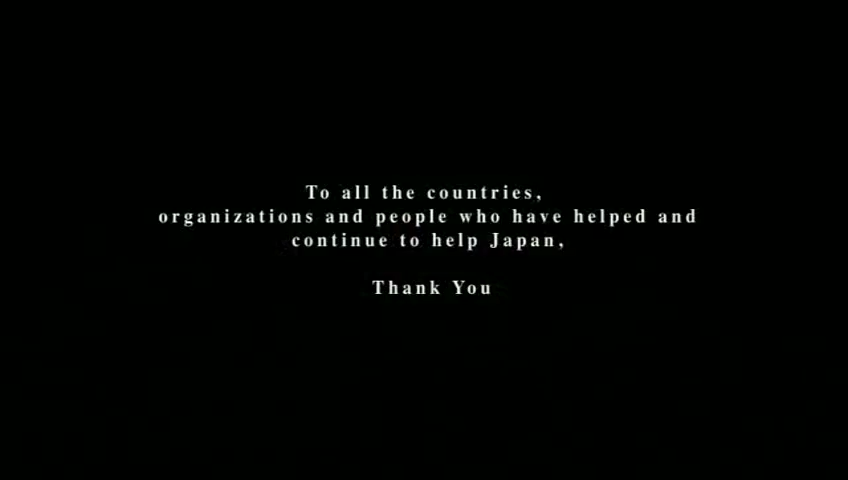 To all the countries,
organizations and people who have helped and
continue to help Japan,
Thank You